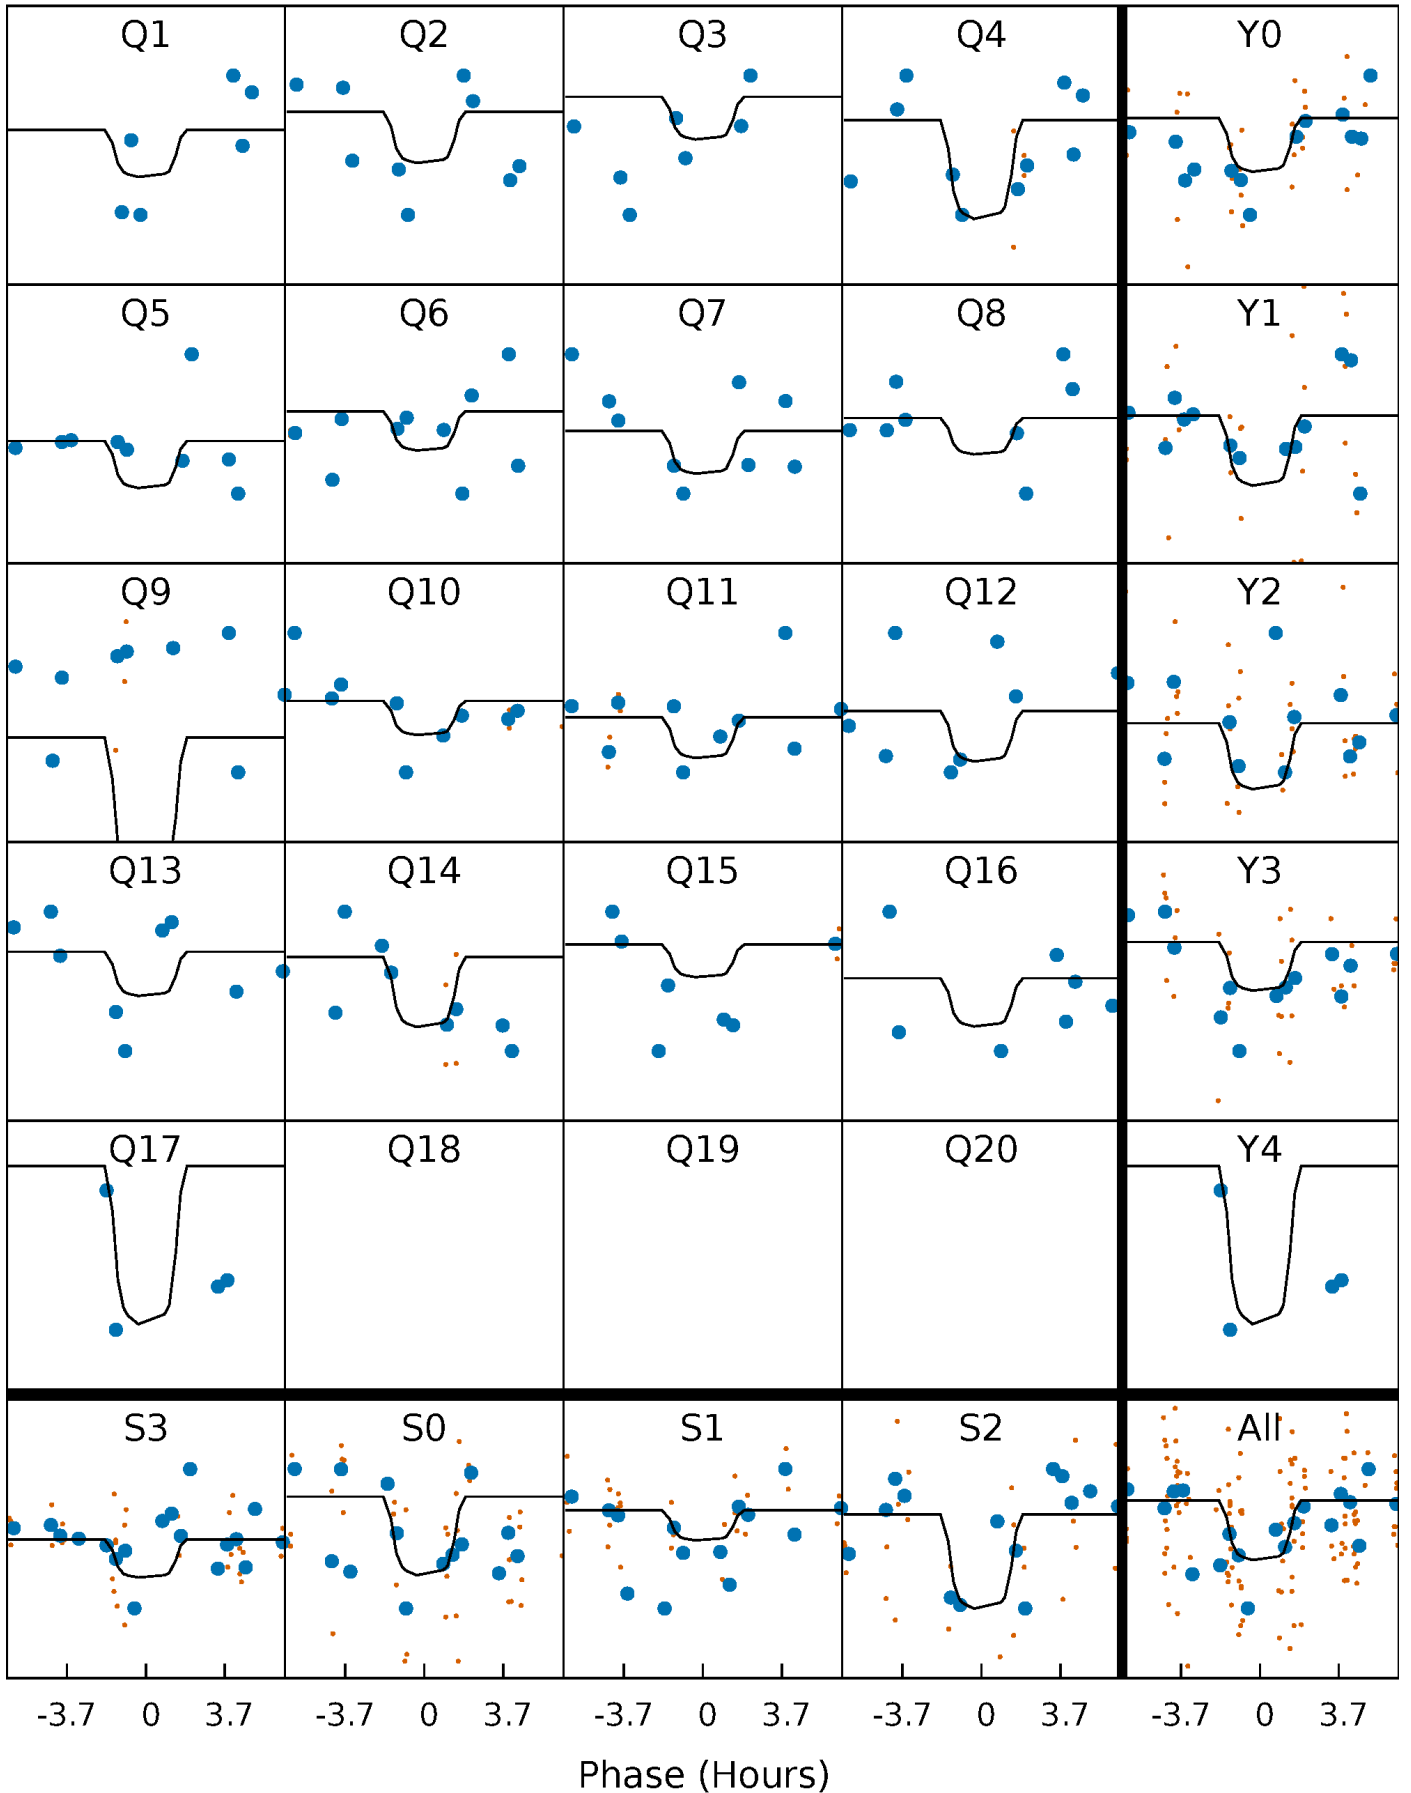 Q1 Q2 Q3 Q4 Y0
Q5 Q6 Q7 Q8 Y1
Q9 Q10 Q11 Q12 Y2
Q13 Q14 Q15 Q16 Y3
Q17 Q18 Q19 Q20 Y4
S3 S0 S1 S2 All
-3.7 0 3.7 -3.7 0 3.7 -3.7 0 3.7 -3.7 0 3.7 -3.7 0 3.7
Phase (Hours)